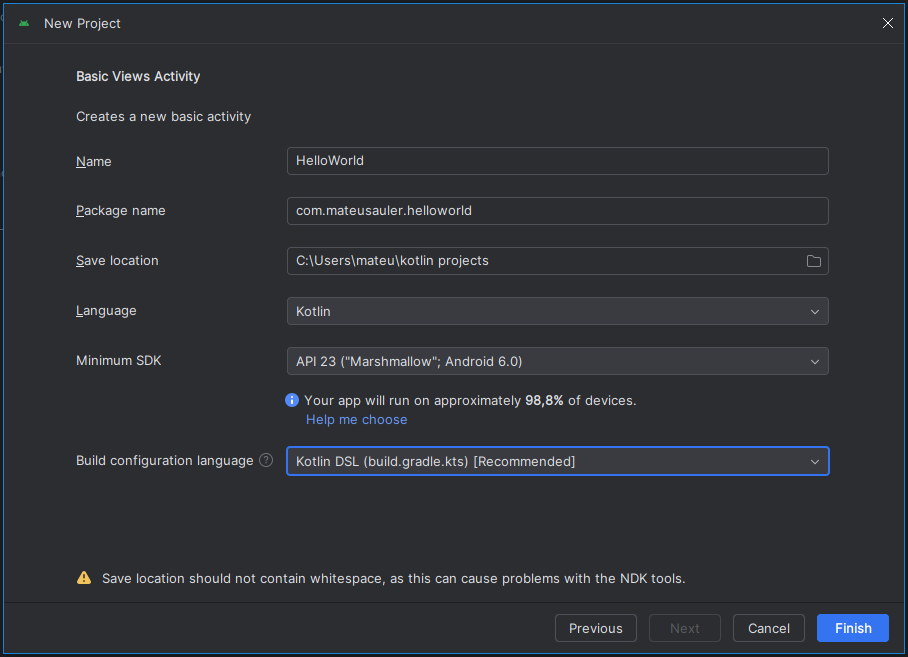 New Project
Basic Views Activity
Creates a new basic activity
Name HelloWorld
Package name com.mateusauler.helloworld
Save location C:\Users\mateu\kotlin projects
Language Kotlin
Minimum SDK API 23 ("Marshmallow"; Android 6.0)
Your app will run on approximately 98,8% of devices.
Help me choose
Build configuration language ? Kotlin DSL (build.gradle.kts) [Recommended]
Save location should not contain whitespace, as this can cause problems with the NDK tools.
Previous Next Cancel Finish